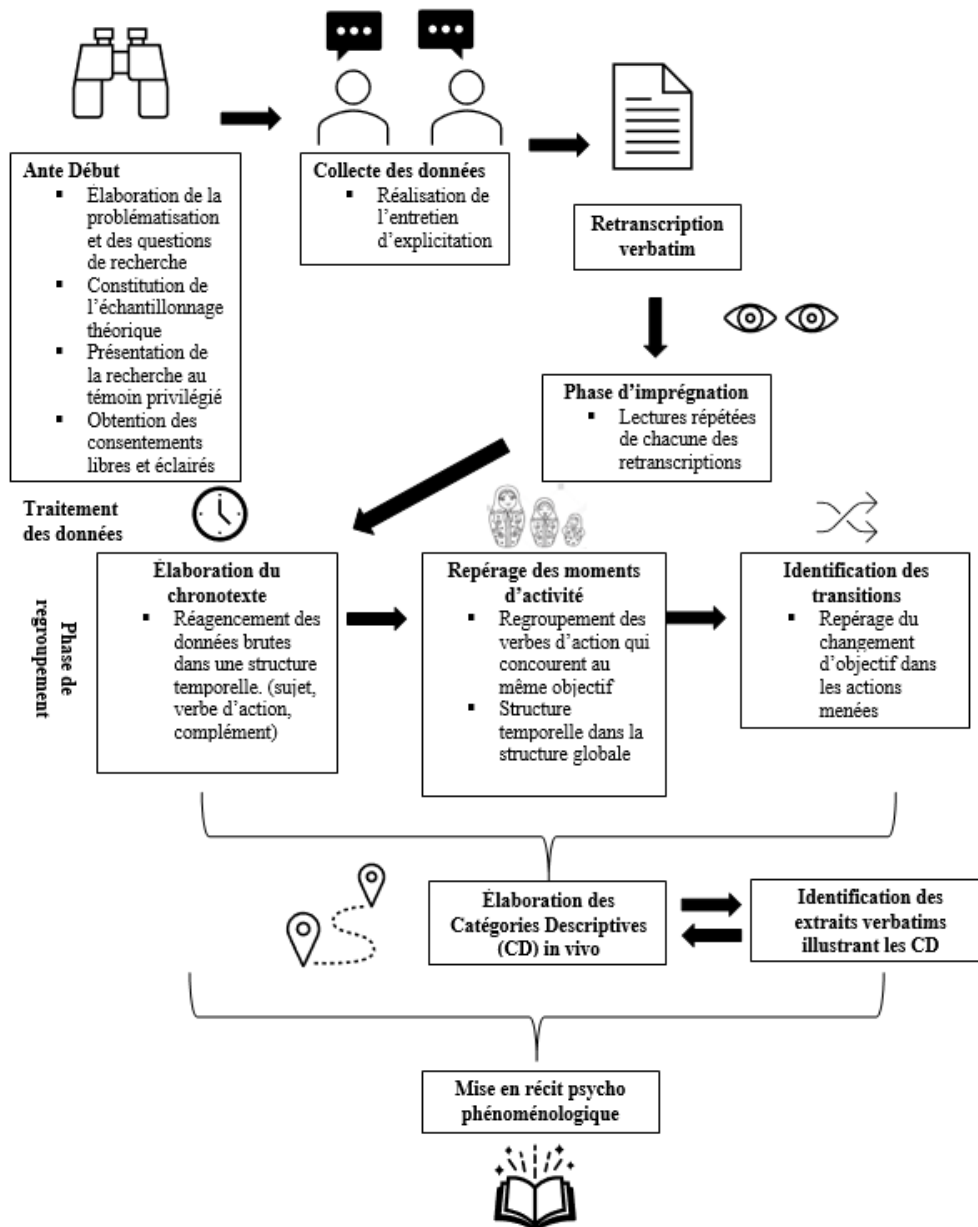 Ante Début
▪ Élaboration de la
problématisation
et des questions
de recherche
▪ Constitution de
l’échantillonnage
théorique
▪ Présentation de
la recherche au
témoin privilégié
▪ Obtention des
consentements
libres et éclairés
Collecte des données
▪ Réalisation de
l’entretien
d’explicitation
Retranscription
verbatim
Phase d’imprégnation
▪ Lectures répétées
de chacune des
retranscriptions
Traitement
des données
Phase de
regroupement
Élaboration du
chronotexte
▪ Réagencement des
données brutes
dans une structure
temporelle. (sujet,
verbe d’action,
complément)
Repérage des moments
d’activité
▪ Regroupement des
verbes d’action qui
concourent au
même objectif
▪ Structure
temporelle dans la
structure globale
Identification des
transitions
▪ Repérage du
changement
d’objectif dans
les actions
menées
Élaboration des
Catégories Descriptives
(CD) in vivo
Identification des
extraits verbatims
illustrant les CD
Mise en récit psycho
phénoménologique